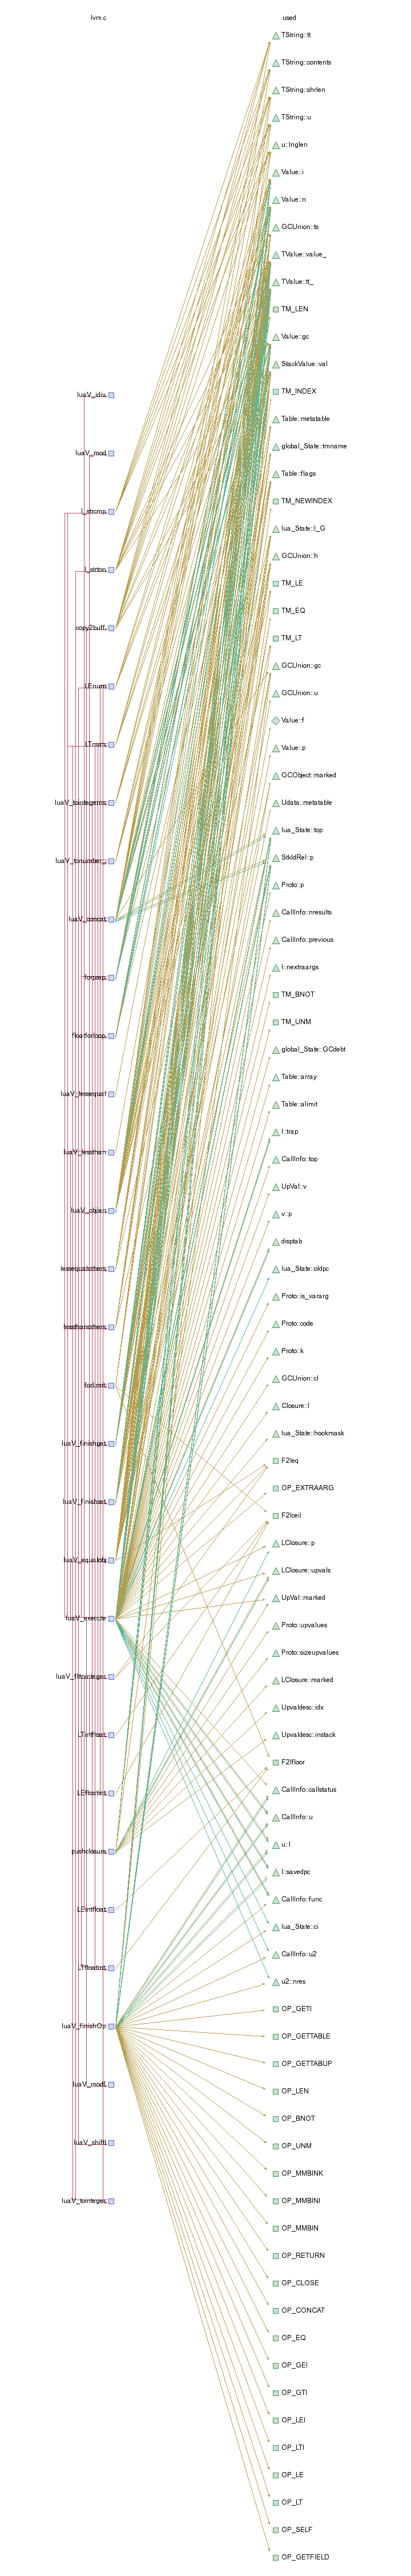 lvm.c
used
TString::tt
TString::contents
TString::shrlen
TString::u
u::lnglen
Value::i
Value::n
GCUnion::ts
TValue::value_
TValue::tt_
TM_LEN
Value::gc
StackValue::val
TM_INDEX
luaV_idiv
Table::metatable
global_State::tmname
luaV_mod
Table::flags
TM_NEWINDEX
l_strcmp
lua_State::l_G
GCUnion::h
l_strton
TM_LE
TM_EQ
copy2buff
TM_LT
GCUnion::gc
LEnum
GCUnion::u
Value::f
LTnum
Value::p
GCObject::marked
luaV_tointegerns
Udata::metatable
lua_State::top
luaV_tonumber_
StkIdRel::p
Proto::p
CallInfo::nresults
luaV_concat
CallInfo::previous
l::nextraargs
forprep
TM_BNOT
TM_UNM
floatforloop
global_State::GCdebt
Table::array
luaV_lessequal
Table::alimit
l::trap
luaV_lessthan
CallInfo::top
UpVal::v
luaV_objlen
v::p
disptab
lessequalothers
lua_State::oldpc
Proto::is_vararg
lessthanothers
Proto::code
Proto::k
GCUnion::cl
forlimit
Closure::l
lua_State::hookmask
luaV_finishget
F2Ieq
OP_EXTRAARG
luaV_finishset
F2Iceil
LClosure::p
luaV_equalobj
LClosure::upvals
UpVal::marked
luaV_execute
Proto::upvalues
Proto::sizeupvalues
luaV_flttointeger
LClosure::marked
Upvaldesc::idx
LTintfloat
Upvaldesc::instack
F2Ifloor
CallInfo::callstatus
LEfloatint
CallInfo::u
u::l
pushclosure
l::savedpc
CallInfo::func
LEintfloat
lua_State::ci
CallInfo::u2
LTfloatint
u2::nres
OP_GETI
luaV_finishOp
OP_GETTABLE
OP_GETTABUP
luaV_modf
OP_LEN
OP_BNOT
luaV_shiftl
OP_UNM
OP_MMBINK
luaV_tointeger
OP_MMBINI
OP_MMBIN
OP_RETURN
OP_CLOSE
OP_CONCAT
OP_EQ
OP_GEI
OP_GTI
OP_LEI
OP_LTI
OP_LE
OP_LT
OP_SELF
OP_GETFIELD